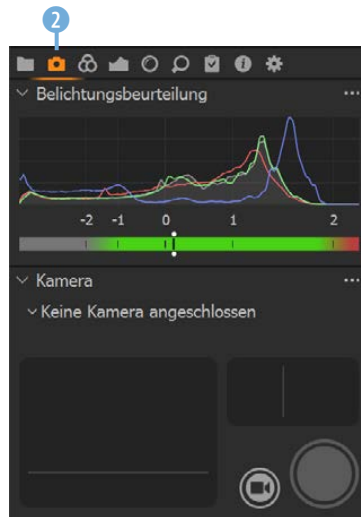 2
Belichtungsbeurteilung
-2 -1 0 1 2
Kamera
Keine Kamera angeschlossen